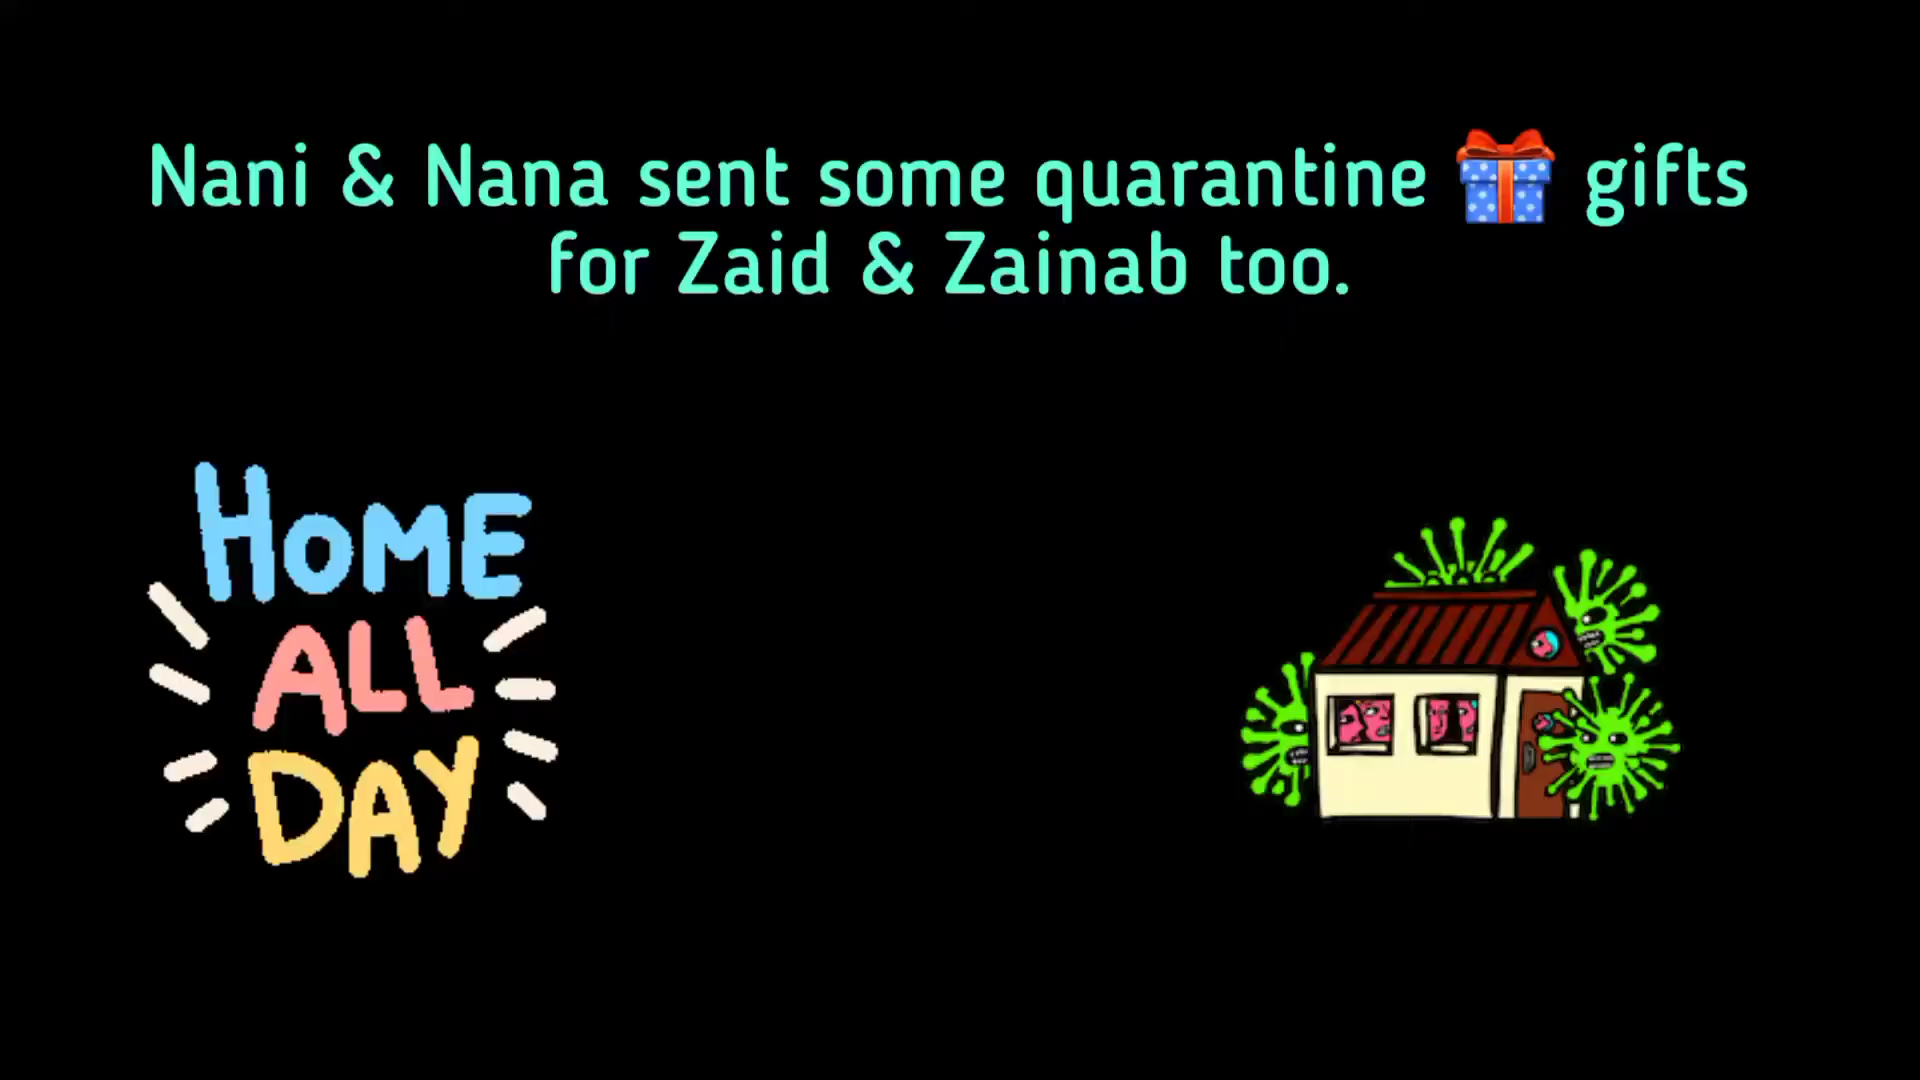 Nani & Nana sent some quarantine 🎁 gifts
for Zaid & Zainab too.
HOME
ALL
DAY